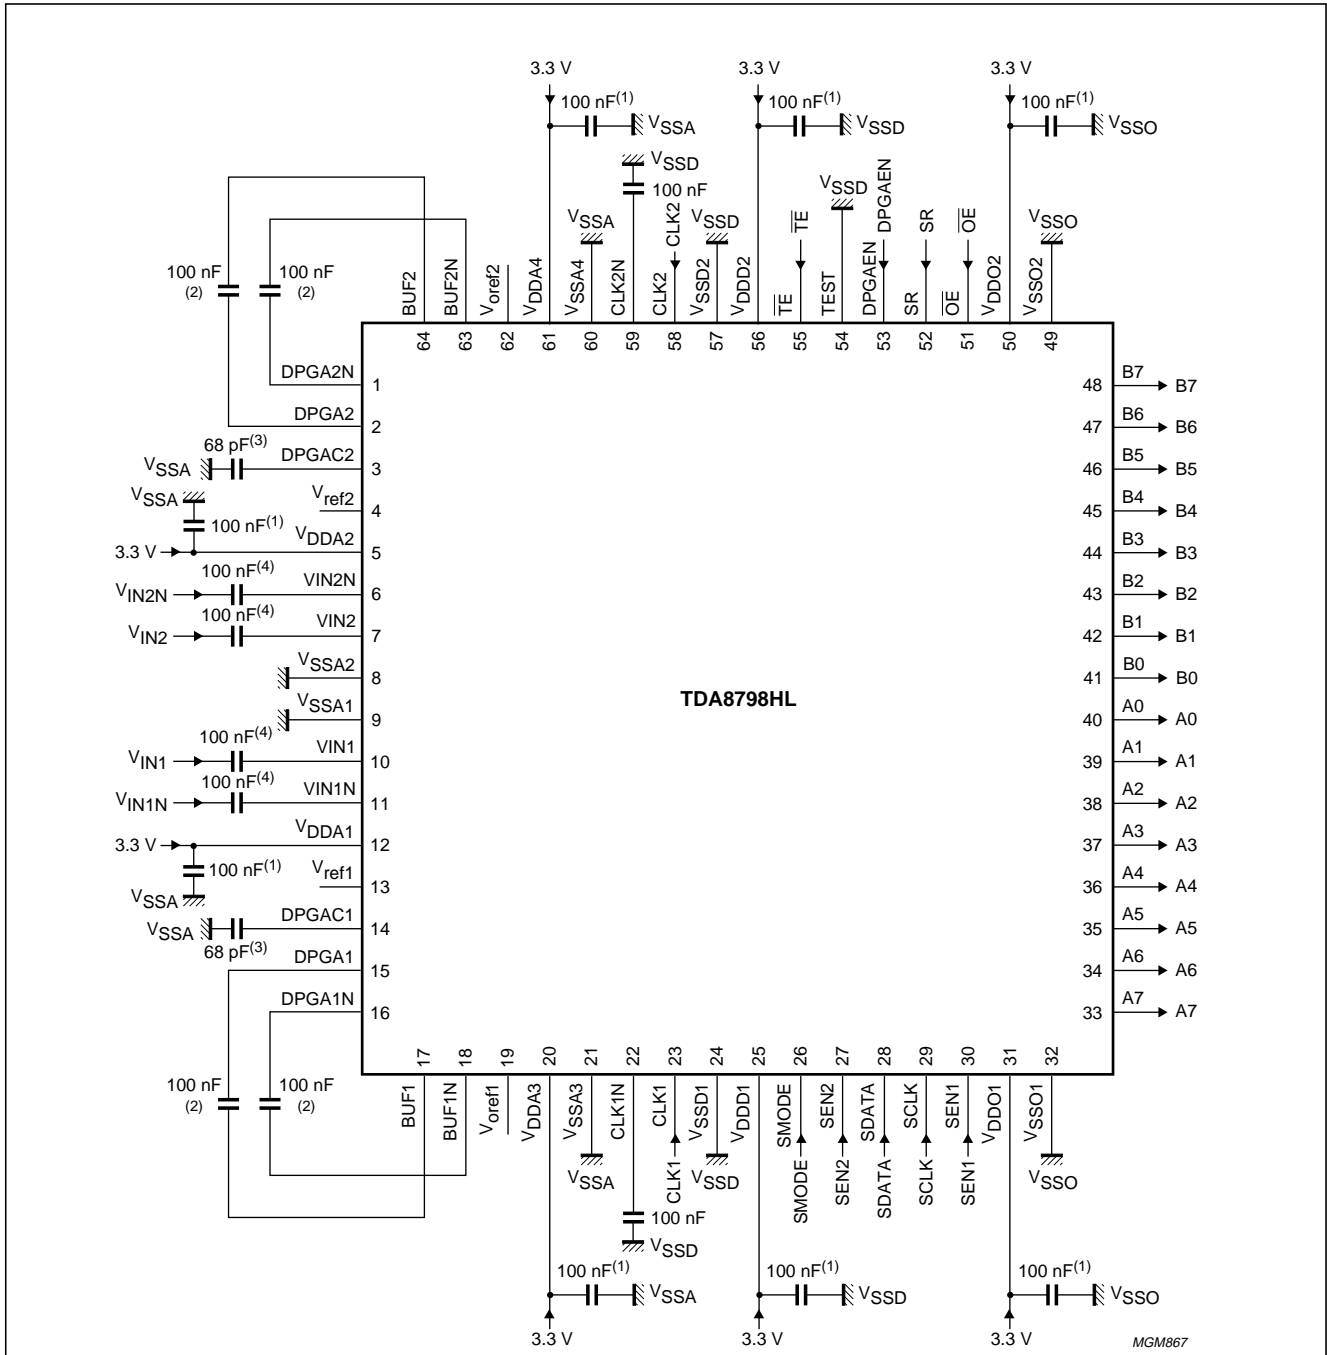 3.3 V 3.3 V 3.3 V
100 nF(1) VSSA 100 nF(1) VSSD 100 nF(1) VSSO
VSSD
100 nF
VSSA CLK2 VSSD TE VSSD DPGAEN SR OE VSSO
100 nF (2)
100 nF (2)
BUF2 BUF2N Voref2 VDDA4 VSSA4 CLK2N CLK2 VSSD2 VDDD2 TE TEST DPGAEN SR OE VDDO2 VSSO2
64 63 62 61 60 59 58 57 56 55 54 53 52 51 50 49
DPGA2N 1
DPGA2 2
VSSA 68 pF(3) DPGAC2 3
Vref2 4
VSSA 100 nF(1)
3.3 V VDDA2 5
VIN2N 100 nF(4) VIN2N 6
VIN2 100 nF(4) VIN2 7
VSSA2 8
VSSA1 9
VIN1 100 nF(4) VIN1 10
VIN1N 100 nF(4) VIN1N 11
3.3 V VDDA1 12
100 nF(1) VSSA
Vref1 13
VSSA 68 pF(3) DPGAC1 14
DPGA1 15
DPGA1N 16
TDA8798HL
48 B7 B7
47 B6 B6
46 B5 B5
45 B4 B4
44 B3 B3
43 B2 B2
42 B1 B1
41 B0 B0
40 A0 A0
39 A1 A1
38 A2 A2
37 A3 A3
36 A4 A4
35 A5 A5
34 A6 A6
33 A7 A7
17 18 19 20 21 22 23 24 25 26 27 28 29 30 31 32
BUF1 BUF1N Voref1 VDDA3 VSSA3 CLK1N CLK1 VSSD1 VDDD1 SMODE SEN2 SDATA SCLK SEN1 VDDO1 VSSO1
100 nF (2)
100 nF (2)
VSSA CLK1 VSSD SMODE SEN2 SDATA SCLK SEN1 VSSO
100 nF
VSSD
100 nF(1) VSSA 100 nF(1) VSSD 100 nF(1) VSSO
3.3 V 3.3 V 3.3 V
MGM867